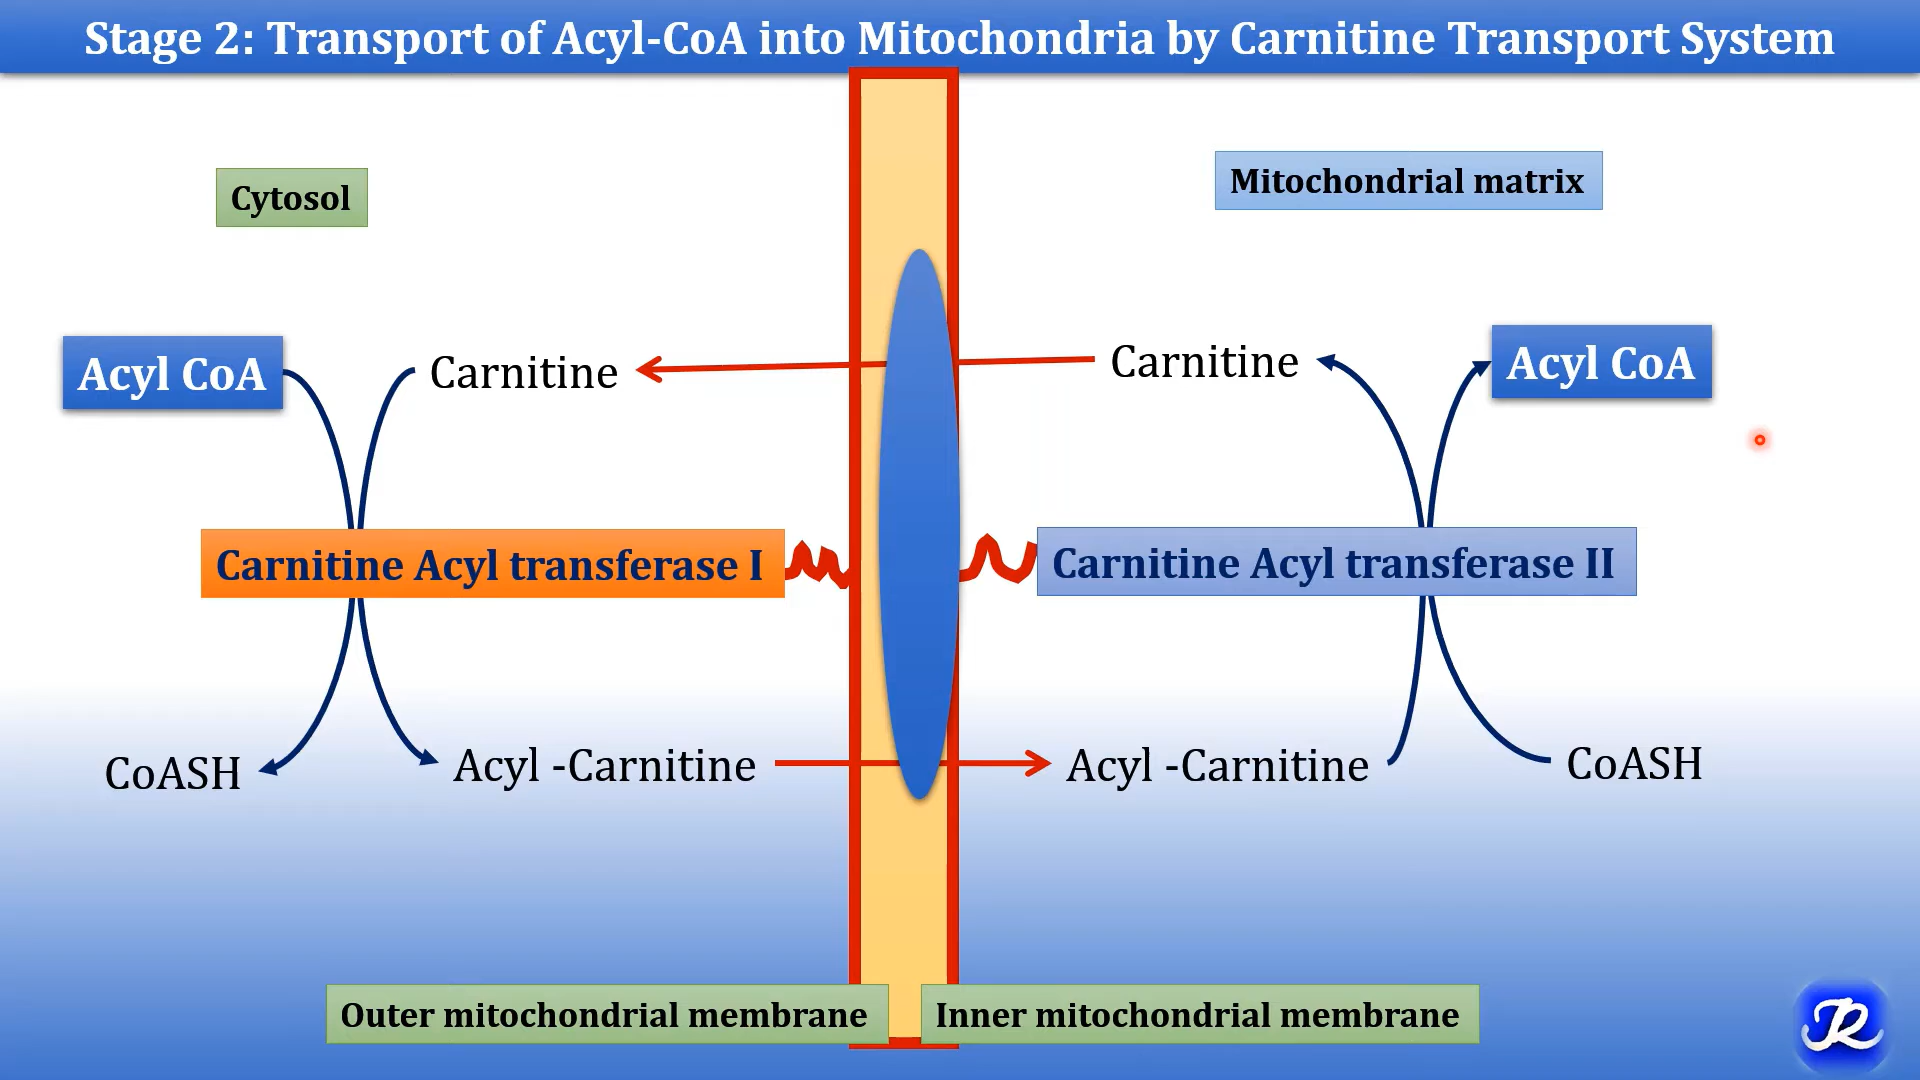 Stage 2: Transport of Acyl-CoA into Mitochondria by Carnitine Transport System
Cytosol
Mitochondrial matrix
Acyl CoA
Carnitine
Carnitine
Acyl CoA
Carnitine Acyl transferase I
Carnitine Acyl transferase II
CoASH
Acyl -Carnitine
Acyl -Carnitine
CoASH
Outer mitochondrial membrane
Inner mitochondrial membrane